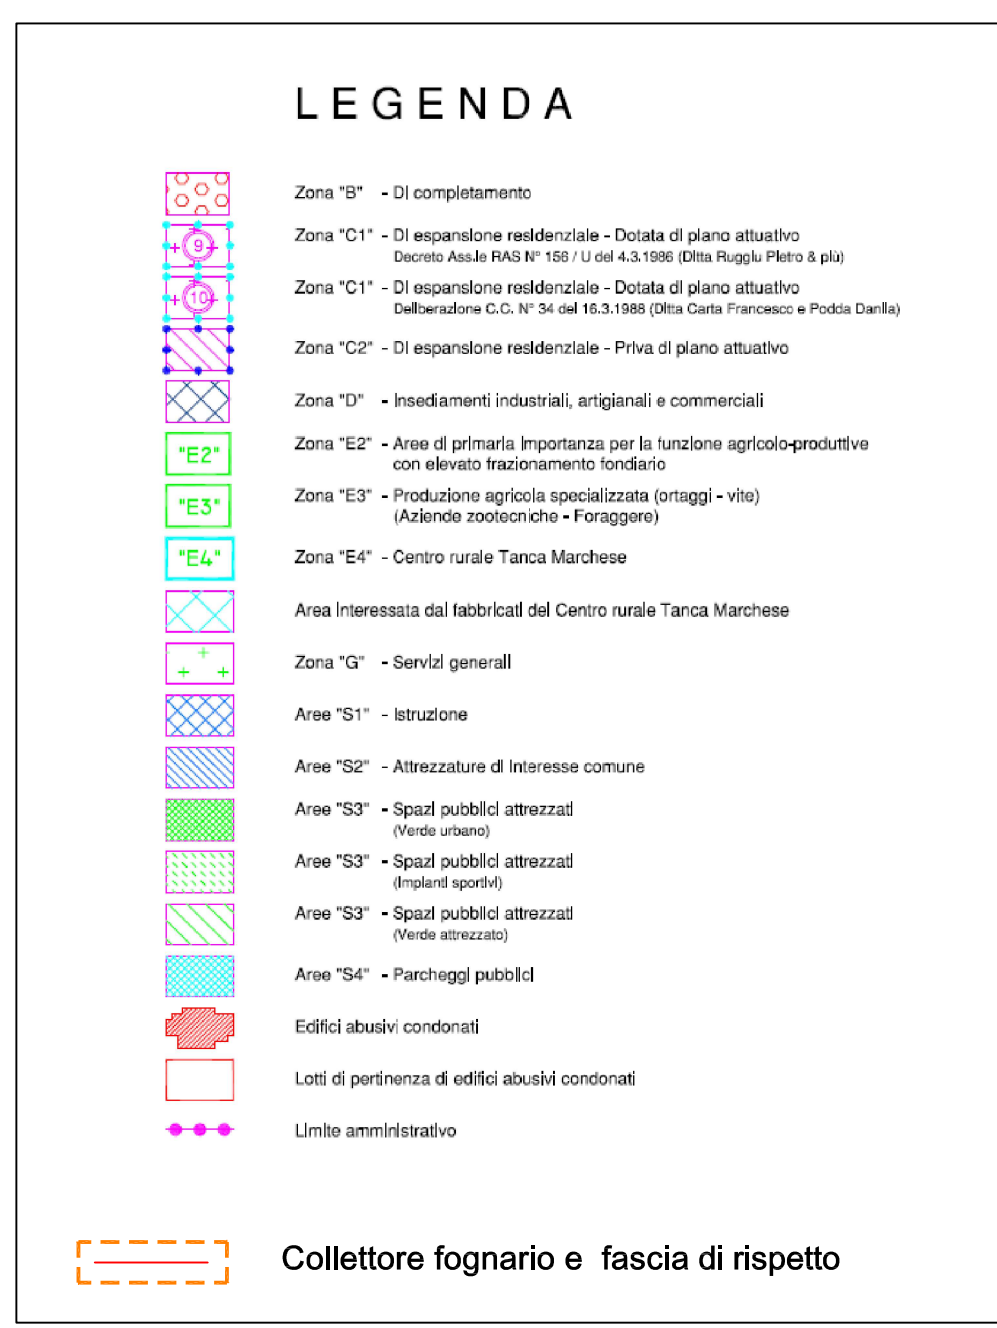 LEGENDA
Zona "B" - Di completamento
9
Zona "C1" - Di espansione residenziale - Dotata di piano attuativo
Decreto Ass.le RAS N° 156 / U del 4.3.1986 (Ditta Ruggiu Pietro & più)
10
Zona "C1" - Di espansione residenziale - Dotata di piano attuativo
Deliberazione C.C. N° 34 del 16.3.1988 (Ditta Carta Francesco e Podda Danila)
Zona "C2" - Di espansione residenziale - Priva di piano attuativo
Zona "D" - Insediamenti industriali, artigianali e commerciali
"E2"
Zona "E2" - Aree di primaria importanza per la funzione agricolo-produttive
con elevato frazionamento fondiario
"E3"
Zona "E3" - Produzione agricola specializzata (ortaggi - vite)
(Aziende zootecniche - Foraggere)
"E4"
Zona "E4" - Centro rurale Tanca Marchese
Area interessata dai fabbricati del Centro rurale Tanca Marchese
Zona "G" - Servizi generali
Aree "S1" - Istruzione
Aree "S2" - Attrezzature di interesse comune
Aree "S3" - Spazi pubblici attrezzati
(Verde urbano)
Aree "S3" - Spazi pubblici attrezzati
(Impianti sportivi)
Aree "S3" - Spazi pubblici attrezzati
(Verde attrezzato)
Aree "S4" - Parcheggi pubblici
Edifici abusivi condonati
Lotti di pertinenza di edifici abusivi condonati
Limite amministrativo
Collettore fognario e fascia di rispetto